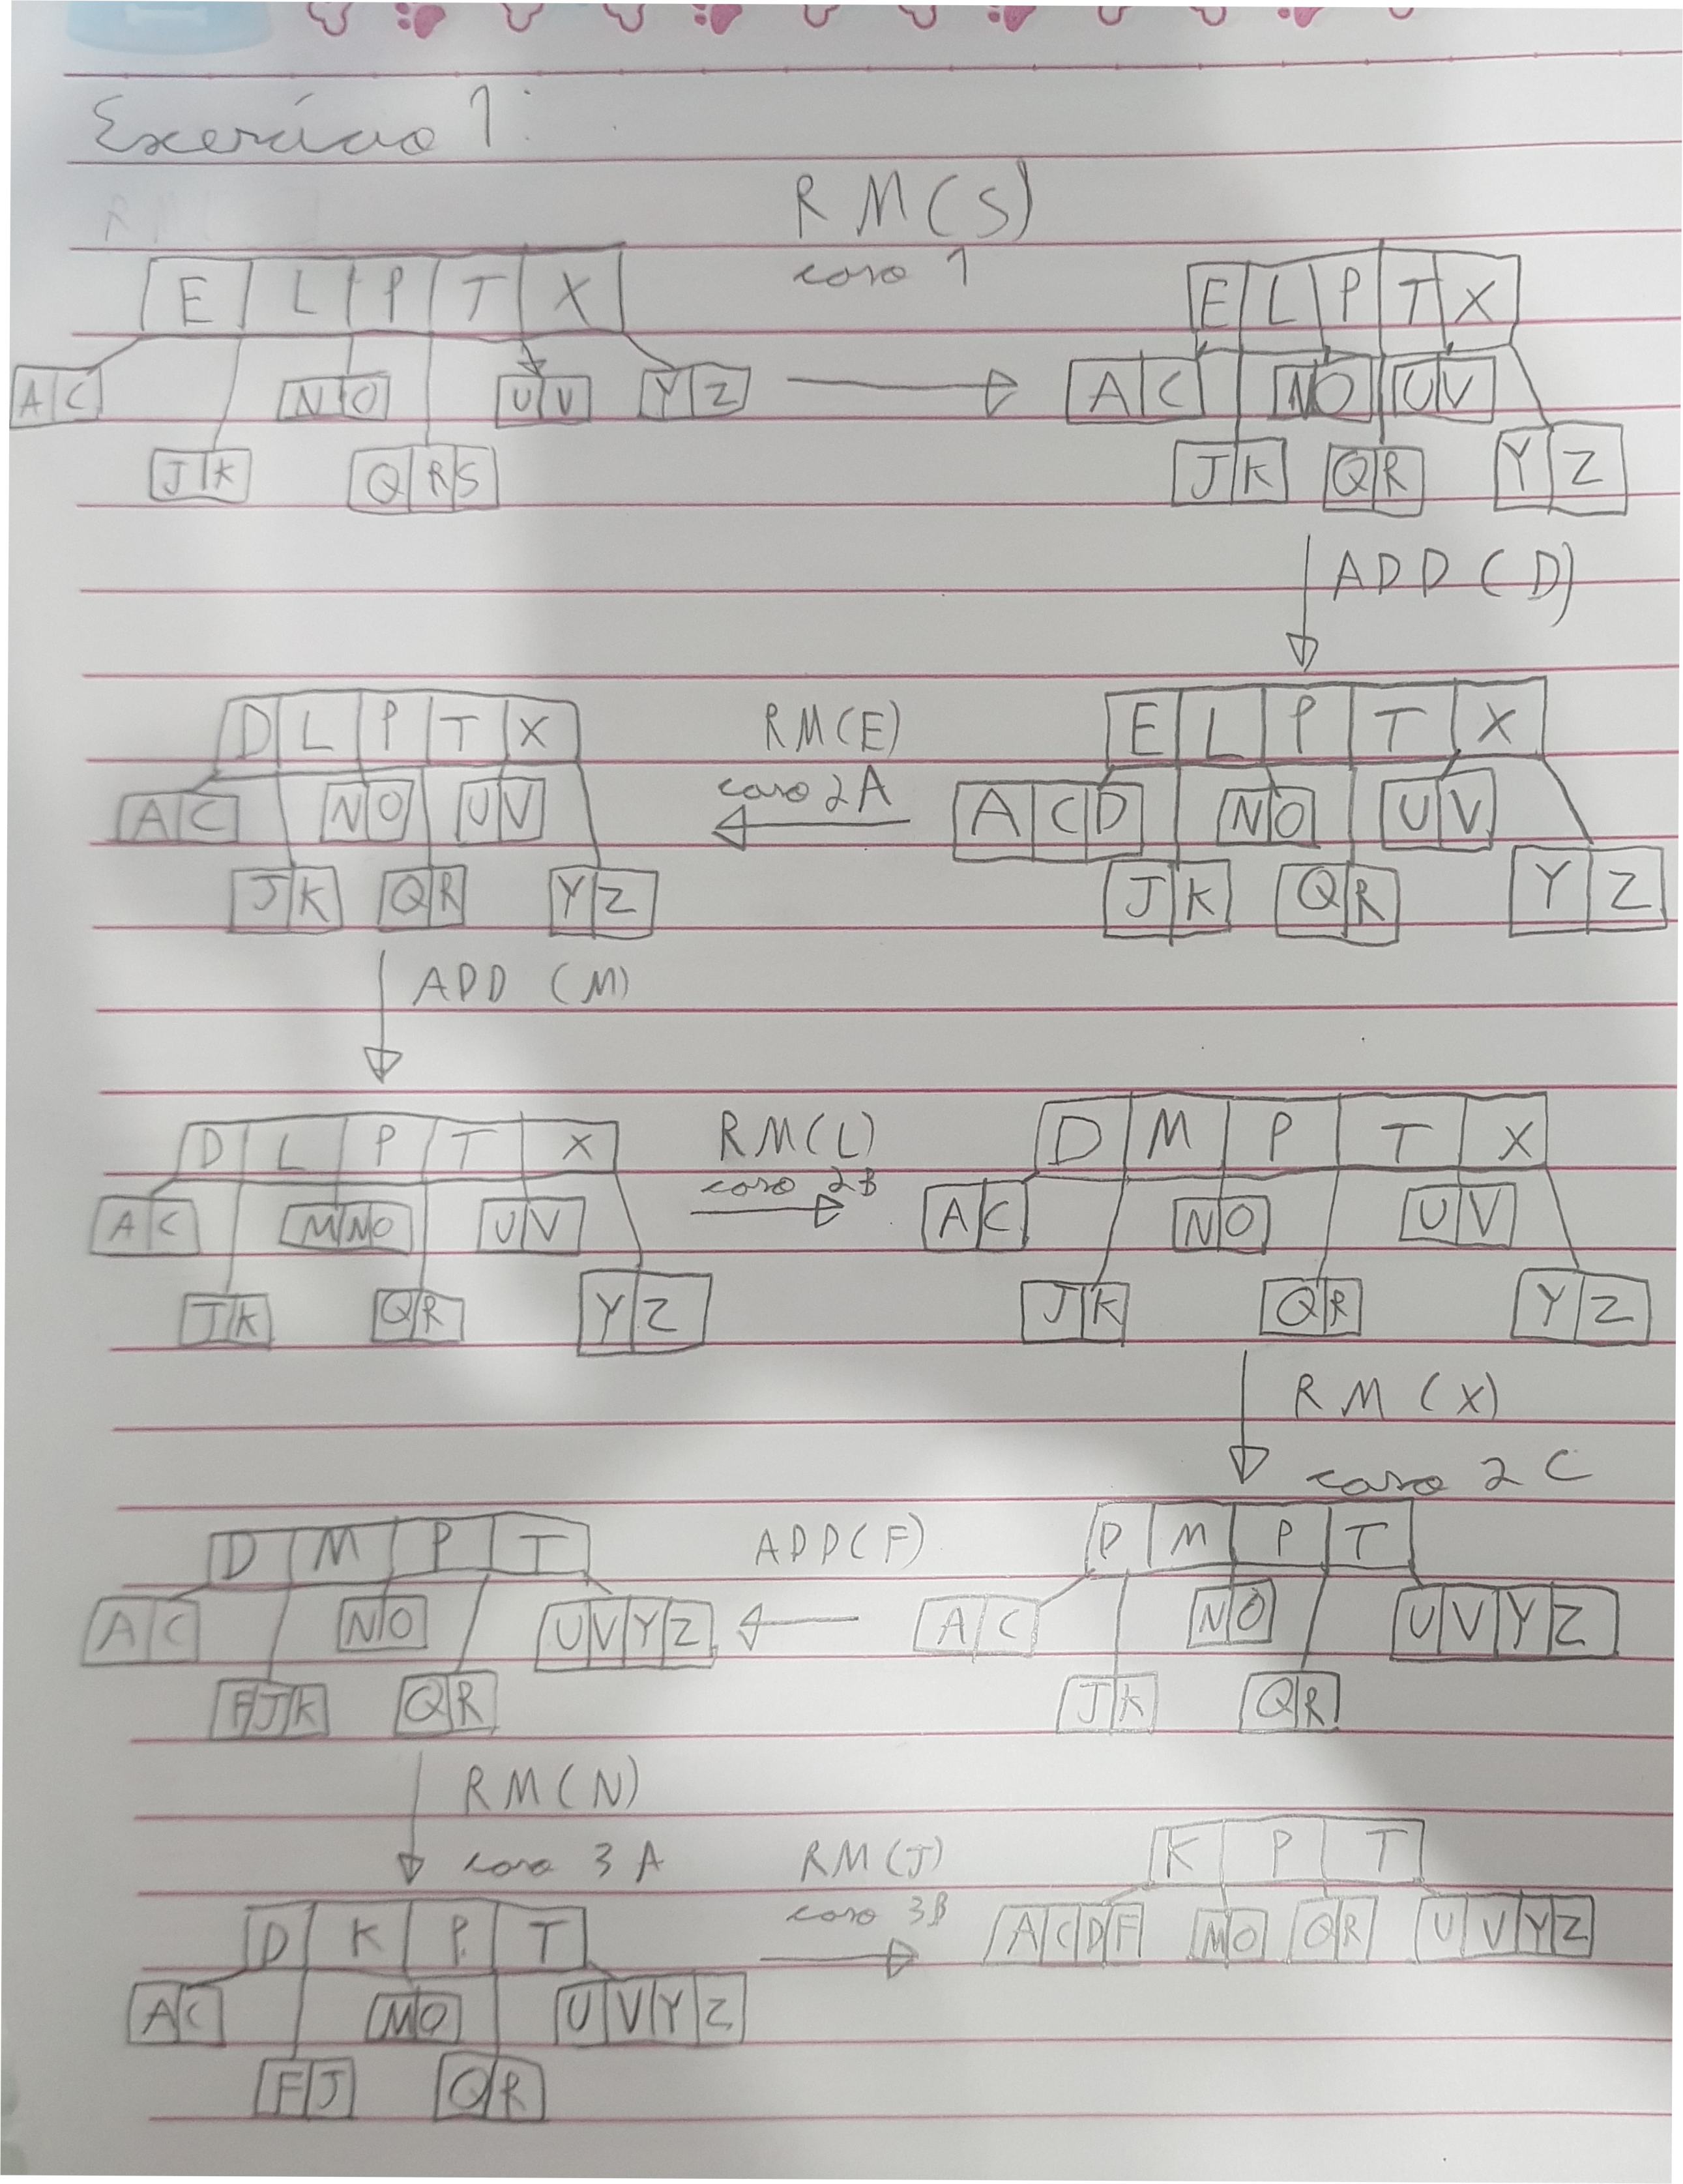 Exercício 1:
RM(S)
caso 1
E L P T X
A C
N O
U V
Y Z
J K
Q R S
E L P T X
A C
N O
U V
J K
Q R
Y Z
ADD (D)
E L P T X
A C D
N O
U V
J K
Q R
Y Z
RM(E)
caso 2A
D L P T X
A C
N O
U V
J K
Q R
Y Z
ADD (M)
D L P T X
A C
M N O
U V
J K
Q R
Y Z
RM(L)
caso 2B
D M P T X
A C
N O
U V
J K
Q R
Y Z
RM (X)
caso 2C
D M P T
A C
N O
U V Y Z
J K
Q R
ADD(F)
D M P T
A C
N O
U V Y Z
F J K
Q R
RM(N)
caso 3A
D K P T
A C
M O
U V Y Z
F J
Q R
RM(J)
caso 3B
K P T
A C D F
M O
Q R
U V Y Z